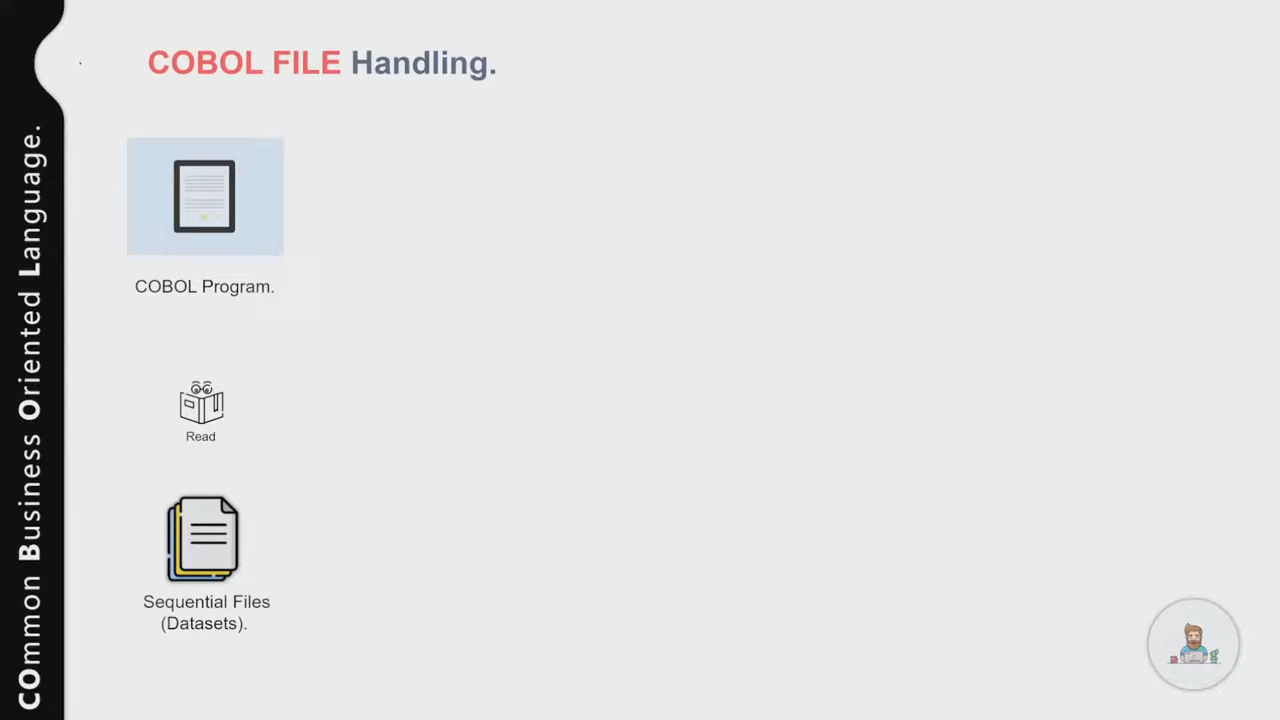 COBOL FILE Handling.
COBOL Program.
Read
Sequential Files
(Datasets).
COmmon Business Oriented Language.